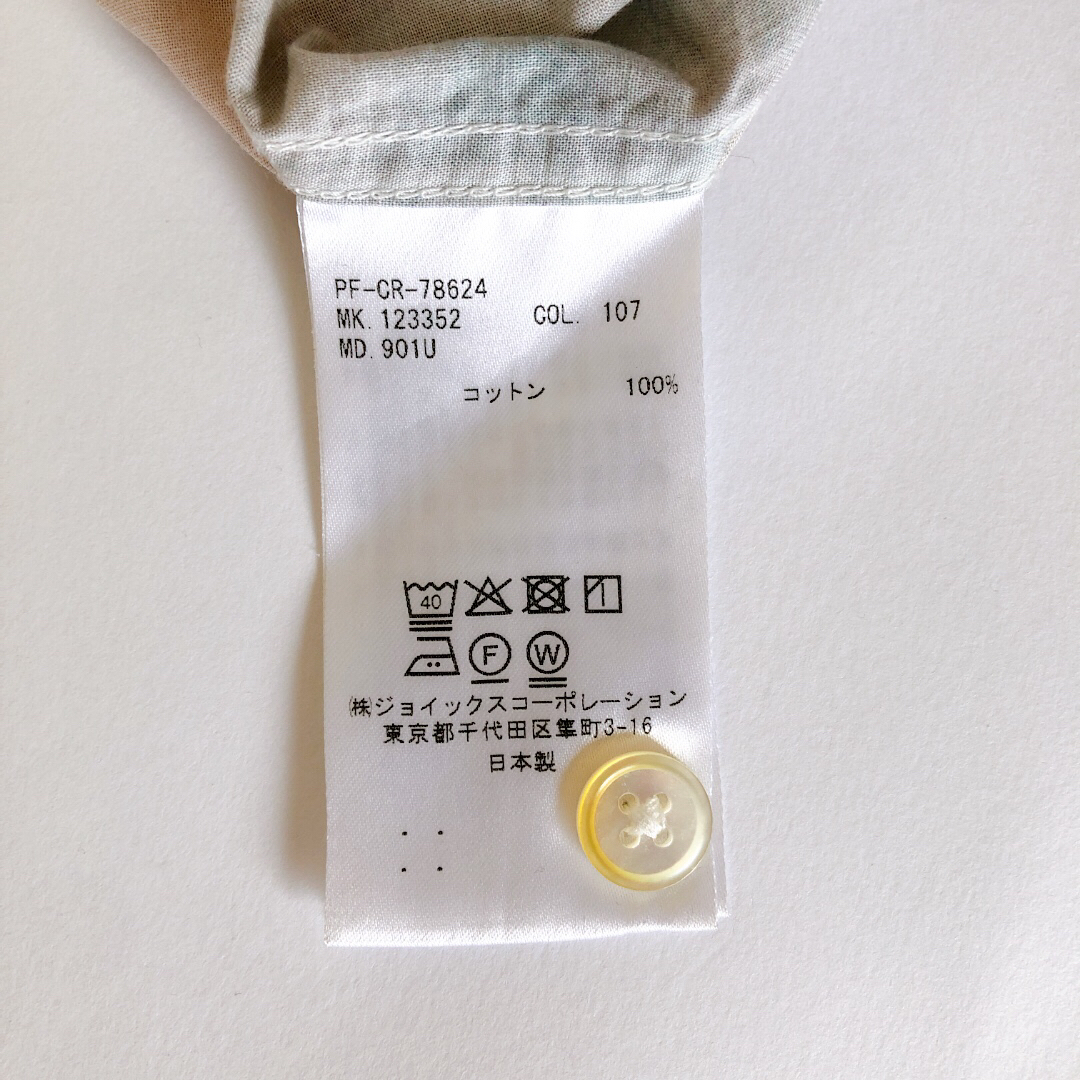 PF-CR-78624
MK. 123352 COL. 107
MD. 901U
コットン 100%
40
F W
㈱ジョイックスコーポレーション
東京都千代田区隼町3-16
日本製